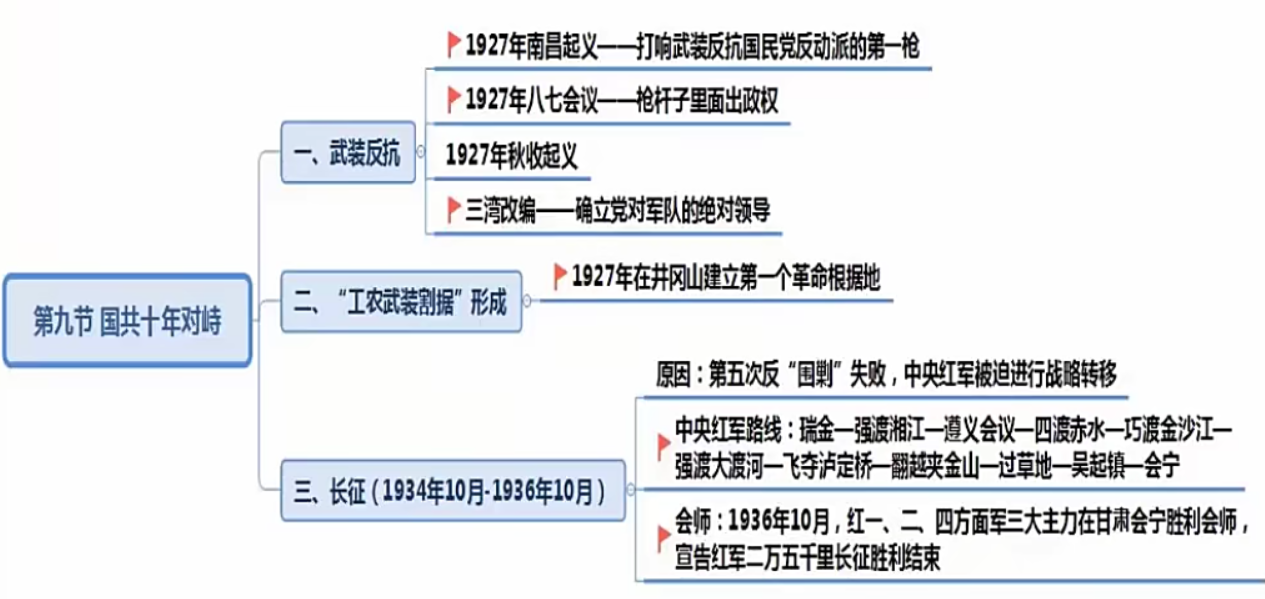 1927年南昌起义——打响武装反抗国民党反动派的第一枪
1927年八七会议——枪杆子里面出政权
一、武装反抗
1927年秋收起义
三湾改编——确立党对军队的绝对领导
第九节 国共十年对峙
二、“工农武装割据”形成
1927年在井冈山建立第一个革命根据地
三、长征（1934年10月-1936年10月）
原因：第五次反“围剿”失败，中央红军被迫进行战略转移
中央红军路线：瑞金—强渡湘江—遵义会议—四渡赤水—巧渡金沙江—
强渡大渡河—飞夺泸定桥—翻越夹金山—过草地—吴起镇—会宁
会师：1936年10月，红一、二、四方面军三大主力在甘肃会宁胜利会师，
宣告红军二万五千里长征胜利结束